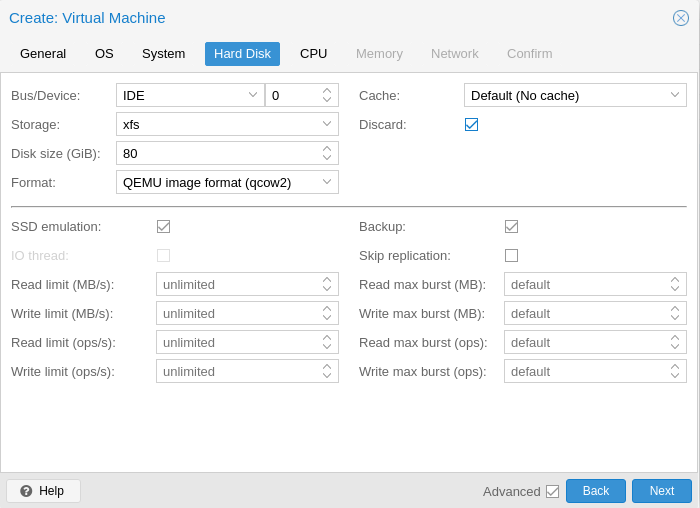 Create: Virtual Machine
General OS System Hard Disk CPU Memory Network Confirm
Bus/Device: IDE 0 Cache: Default (No cache)
Storage: xfs Discard:
Disk size (GiB): 80
Format: QEMU image format (qcow2)
SSD emulation: Backup:
IO thread: Skip replication:
Read limit (MB/s): unlimited Read max burst (MB): default
Write limit (MB/s): unlimited Write max burst (MB): default
Read limit (ops/s): unlimited Read max burst (ops): default
Write limit (ops/s): unlimited Write max burst (ops): default
? Help Advanced Back Next